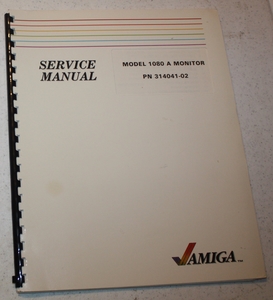 SERVICE
MANUAL
MODEL 1080 A MONITOR
PN 314041-02
AMIGA